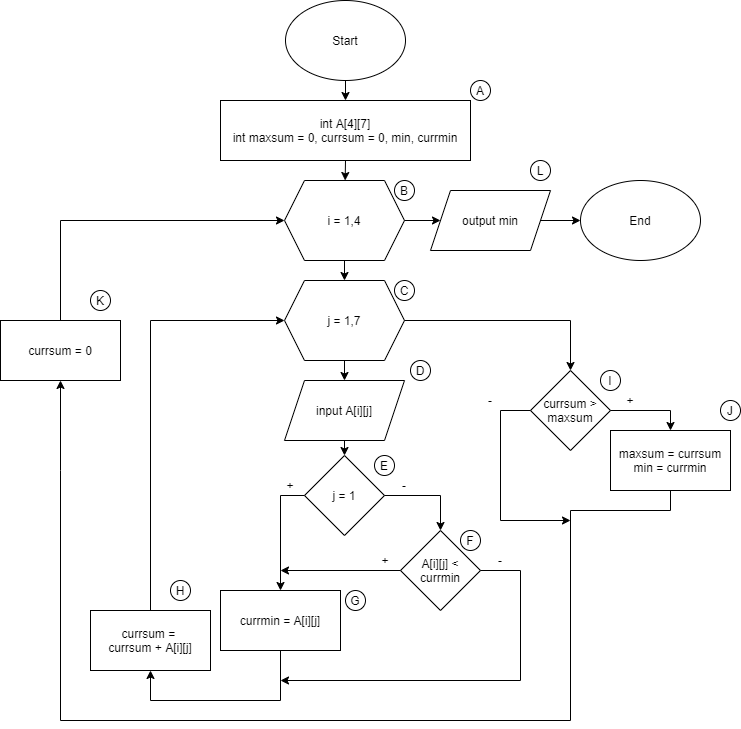 Start
A
int A[4][7]
int maxsum = 0, currsum = 0, min, currmin
L
B
i = 1,4
output min
End
C
K
j = 1,7
currsum = 0
D
I
input A[i][j]
currsum >
maxsum
-
+
J
maxsum = currsum
min = currmin
E
+
j = 1
-
F
+
A[i][j] <
currmin
-
H
G
currmin = A[i][j]
currsum =
currsum + A[i][j]